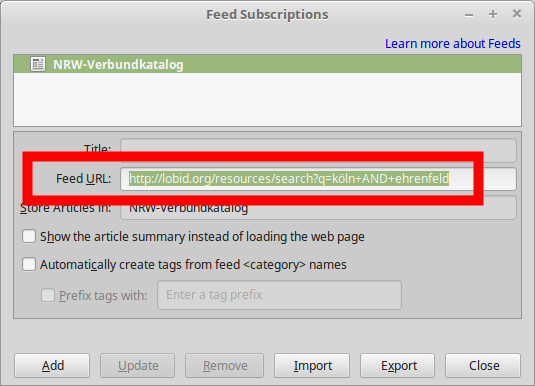 Feed Subscriptions
Learn more about Feeds
NRW-Verbundkatalog
Title:
Feed URL: http://lobid.org/resources/search?q=köln+AND+ehrenfeld
Store Articles in: NRW-Verbundkatalog
Show the article summary instead of loading the web page
Automatically create tags from feed <category> names
Prefix tags with: Enter a tag prefix
Add Update Remove Import Export Close